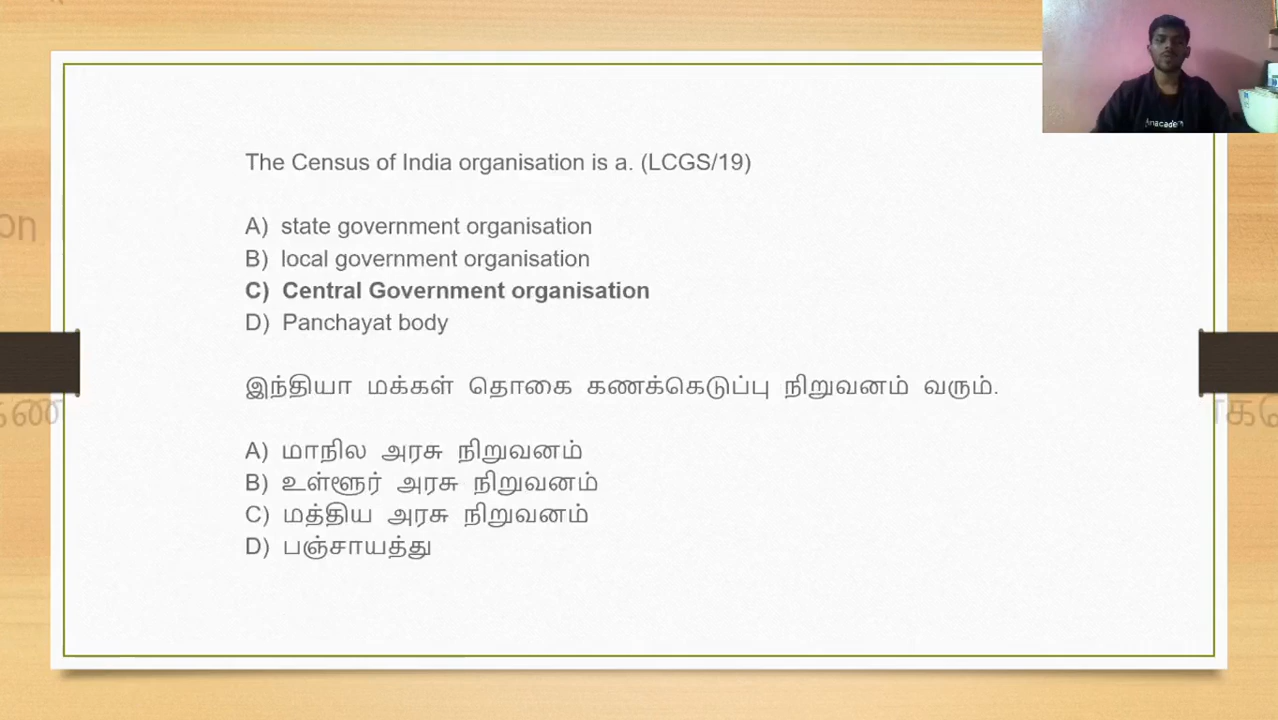 The Census of India organisation is a. (LCGS/19)
A) state government organisation
B) local government organisation
C) Central Government organisation
D) Panchayat body
இந்தியா மக்கள் தொகை கணக்கெடுப்பு நிறுவனம் வரும்.
A) மாநில அரசு நிறுவனம்
B) உள்ளூர் அரசு நிறுவனம்
C) மத்திய அரசு நிறுவனம்
D) பஞ்சாயத்து